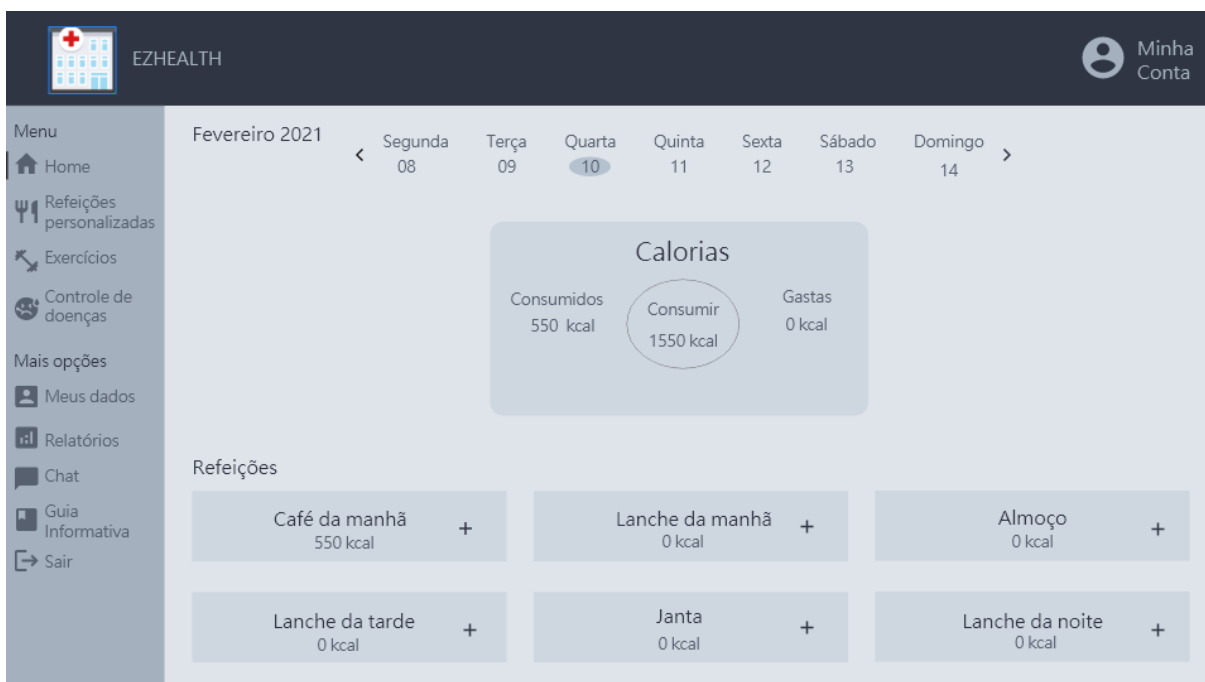 EZHEALTH
Minha
Conta
Menu
Home
Refeições
personalizadas
Exercícios
Controle de
doenças
Mais opções
Meus dados
Relatórios
Chat
Guia
Informativa
Sair
Fevereiro 2021
< Segunda Terça Quarta Quinta Sexta Sábado Domingo >
08 09 10 11 12 13 14
Calorias
Consumidos
550 kcal
Consumir
1550 kcal
Gastas
0 kcal
Refeições
Café da manhã +
550 kcal
Lanche da manhã +
0 kcal
Almoço +
0 kcal
Lanche da tarde +
0 kcal
Janta +
0 kcal
Lanche da noite +
0 kcal